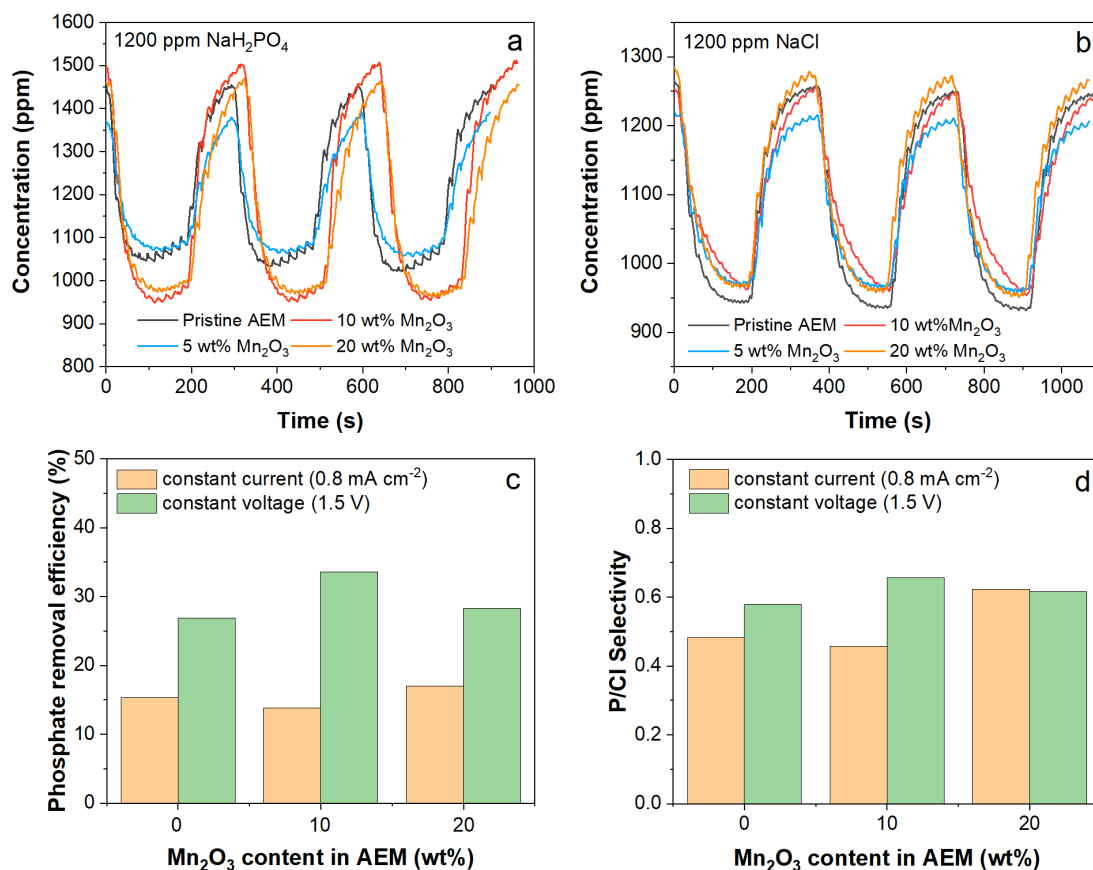 1200 ppm NaH₂PO₄
a
Concentration (ppm)
1600
1500
1400
1300
1200
1100
1000
900
800
Pristine AEM
10 wt% Mn₂O₃
5 wt% Mn₂O₃
20 wt% Mn₂O₃
0
200
400
600
800
1000
Time (s)
1200 ppm NaCl
b
Concentration (ppm)
1300
1200
1100
1000
900
Pristine AEM
10 wt%Mn₂O₃
5 wt% Mn₂O₃
20 wt% Mn₂O₃
0
200
400
600
800
1000
Time (s)
constant current (0.8 mA cm⁻²)
constant voltage (1.5 V)
c
Phosphate removal efficiency (%)
50
40
30
20
10
0
0
10
20
Mn₂O₃ content in AEM (wt%)
constant current (0.8 mA cm⁻²)
constant voltage (1.5 V)
d
P/Cl Selectivity
1.0
0.8
0.6
0.4
0.2
0.0
0
10
20
Mn₂O₃ content in AEM (wt%)